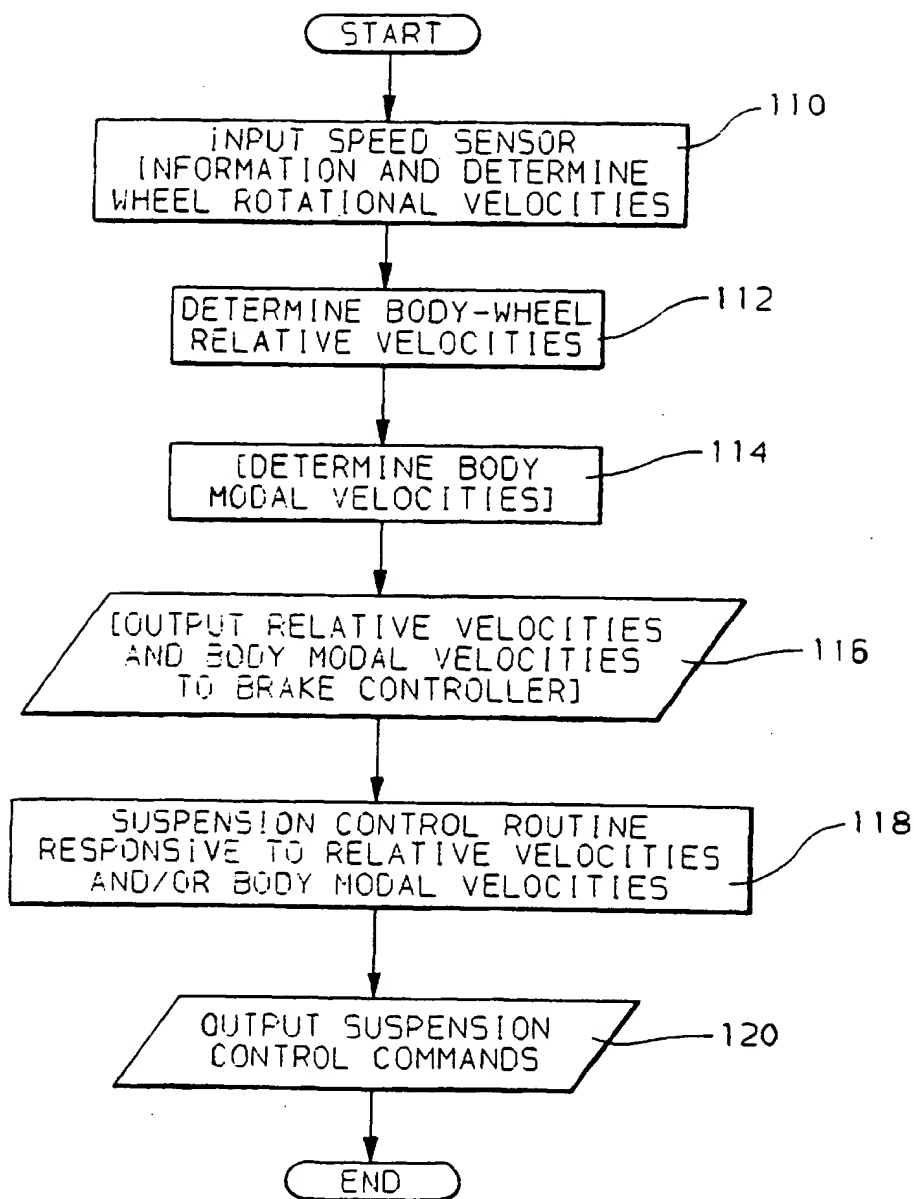 START
110
INPUT SPEED SENSOR
INFORMATION AND DETERMINE
WHEEL ROTATIONAL VELOCITIES
112
DETERMINE BODY-WHEEL
RELATIVE VELOCITIES
114
[DETERMINE BODY
MODAL VELOCITIES]
116
[OUTPUT RELATIVE VELOCITIES
AND BODY MODAL VELOCITIES
TO BRAKE CONTROLLER]
118
SUSPENSION CONTROL ROUTINE
RESPONSIVE TO RELATIVE VELOCITIES
AND/OR BODY MODAL VELOCITIES
120
OUTPUT SUSPENSION
CONTROL COMMANDS
END